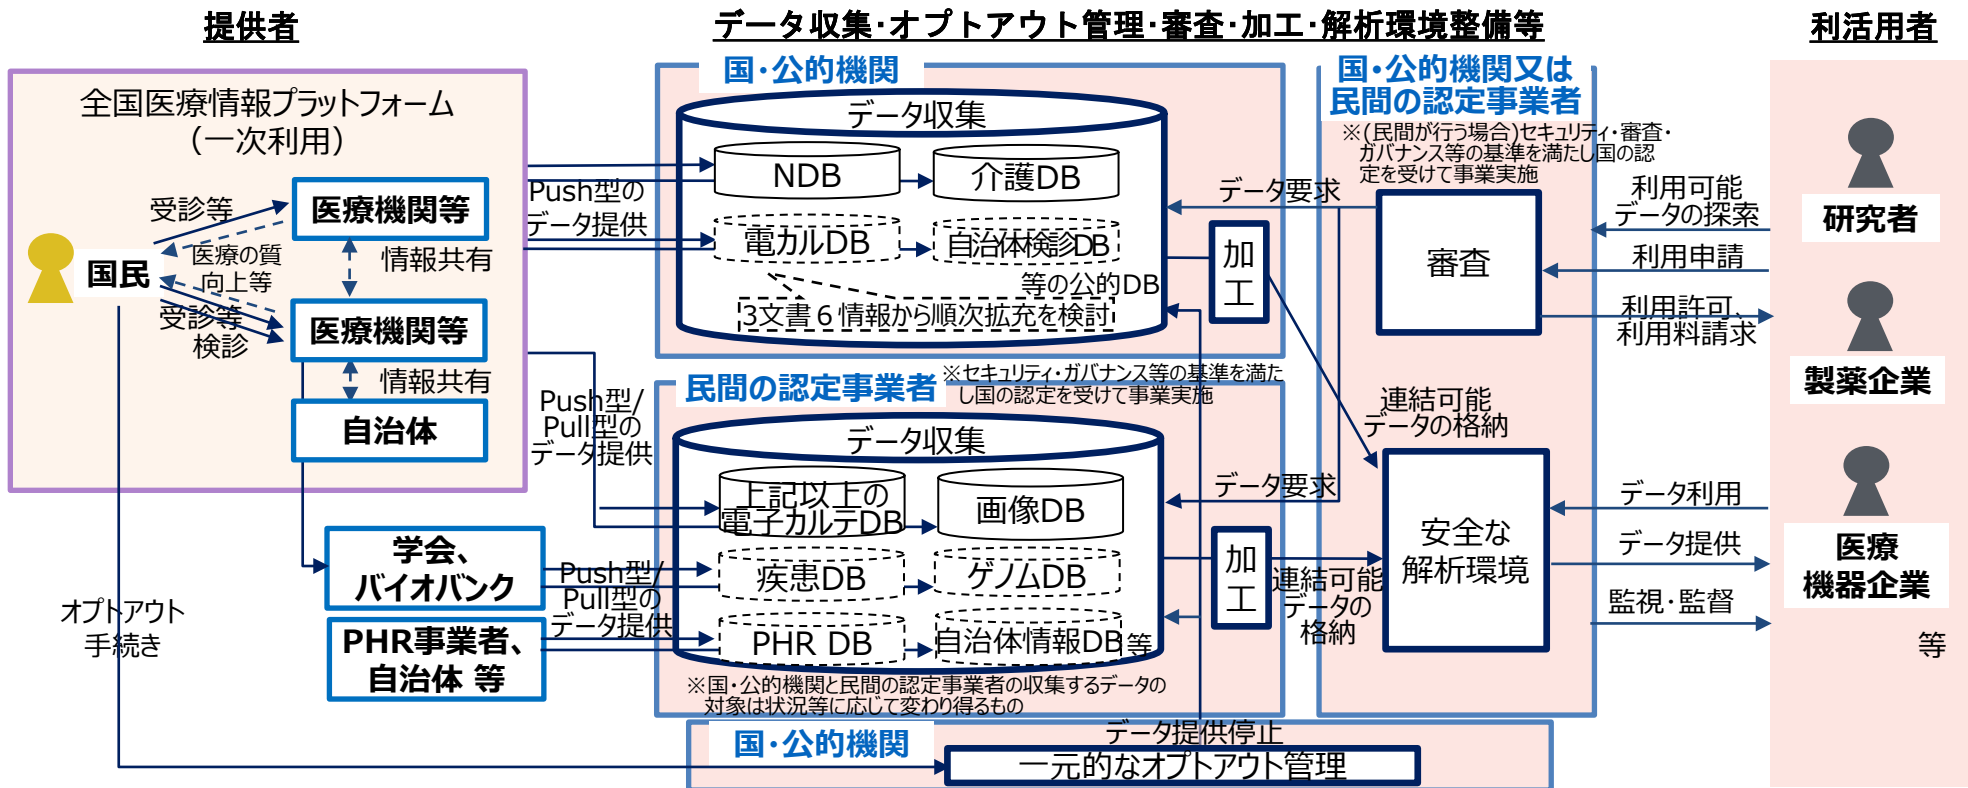 提供者
データ収集・オプトアウト管理・審査・加工・解析環境整備等
利活用者
全国医療情報プラットフォーム
（一次利用）
国民
受診等
医療の質
向上等
受診等
検診
医療機関等
情報共有
医療機関等
情報共有
自治体
学会、
バイオバンク
PHR事業者、
自治体 等
オプトアウト
手続き
Push型の
データ提供
Push型/
Pull型の
データ提供
Push型/
Pull型の
データ提供
国・公的機関
データ収集
NDB
介護DB
電カルDB
自治体検診DB
等の公的DB
3文書６情報から順次拡充を検討
加
工
民間の認定事業者
※セキュリティ・ガバナンス等の基準を満た
し国の認定を受けて事業実施
データ収集
上記以上の
電子カルテDB
画像DB
疾患DB
ゲノムDB
PHR DB
自治体情報DB
等
加
工
※国・公的機関と民間の認定事業者の収集するデータの
対象は状況等に応じて変わり得るもの
国・公的機関
データ提供停止
一元的なオプトアウト管理
国・公的機関又は
民間の認定事業者
※(民間が行う場合)セキュリティ・審査・
ガバナンス等の基準を満たし国の認
定を受けて事業実施
データ要求
審査
連結可能
データの格納
データ要求
安全な
解析環境
連結可能
データの
格納
利用可能
データの探索
利用申請
利用許可、
利用料請求
データ利用
データ提供
監視・監督
研究者
製薬企業
医療
機器企業
等